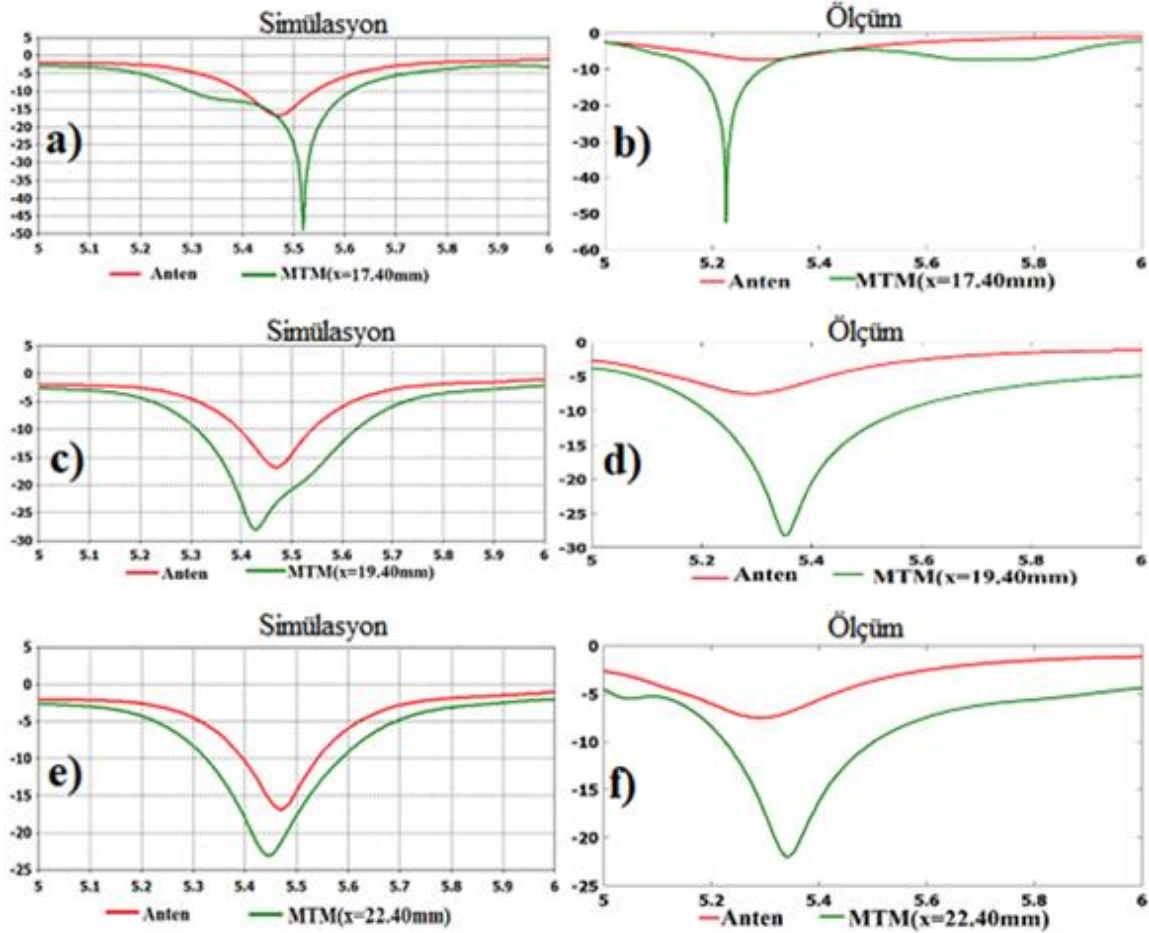 Simülasyon
5
0
-5
-10
-15
-20
-25
-30
-35
-40
-45
-50
a)
5 5.1 5.2 5.3 5.4 5.5 5.6 5.7 5.8 5.9 6
Anten MTM(x=17.40mm)
Ölçüm
0
-10
-20
-30
-40
-50
-60
b)
5 5.2 5.4 5.6 5.8 6
Anten MTM(x=17.40mm)
Simülasyon
5
0
-5
-10
-15
-20
-25
-30
c)
5 5.1 5.2 5.3 5.4 5.5 5.6 5.7 5.8 5.9 6
Anten MTM(x=19.40mm)
Ölçüm
0
-5
-10
-15
-20
-25
-30
d)
5 5.2 5.4 5.6 5.8 6
Anten MTM(x=19.40mm)
Simülasyon
5
0
-5
-10
-15
-20
-25
e)
5 5.1 5.2 5.3 5.4 5.5 5.6 5.7 5.8 5.9 6
Anten MTM(x=22.40mm)
Ölçüm
0
-5
-10
-15
-20
-25
f)
5.2 5.4 5.6 5.8 6
Anten MTM(x=22.40mm)